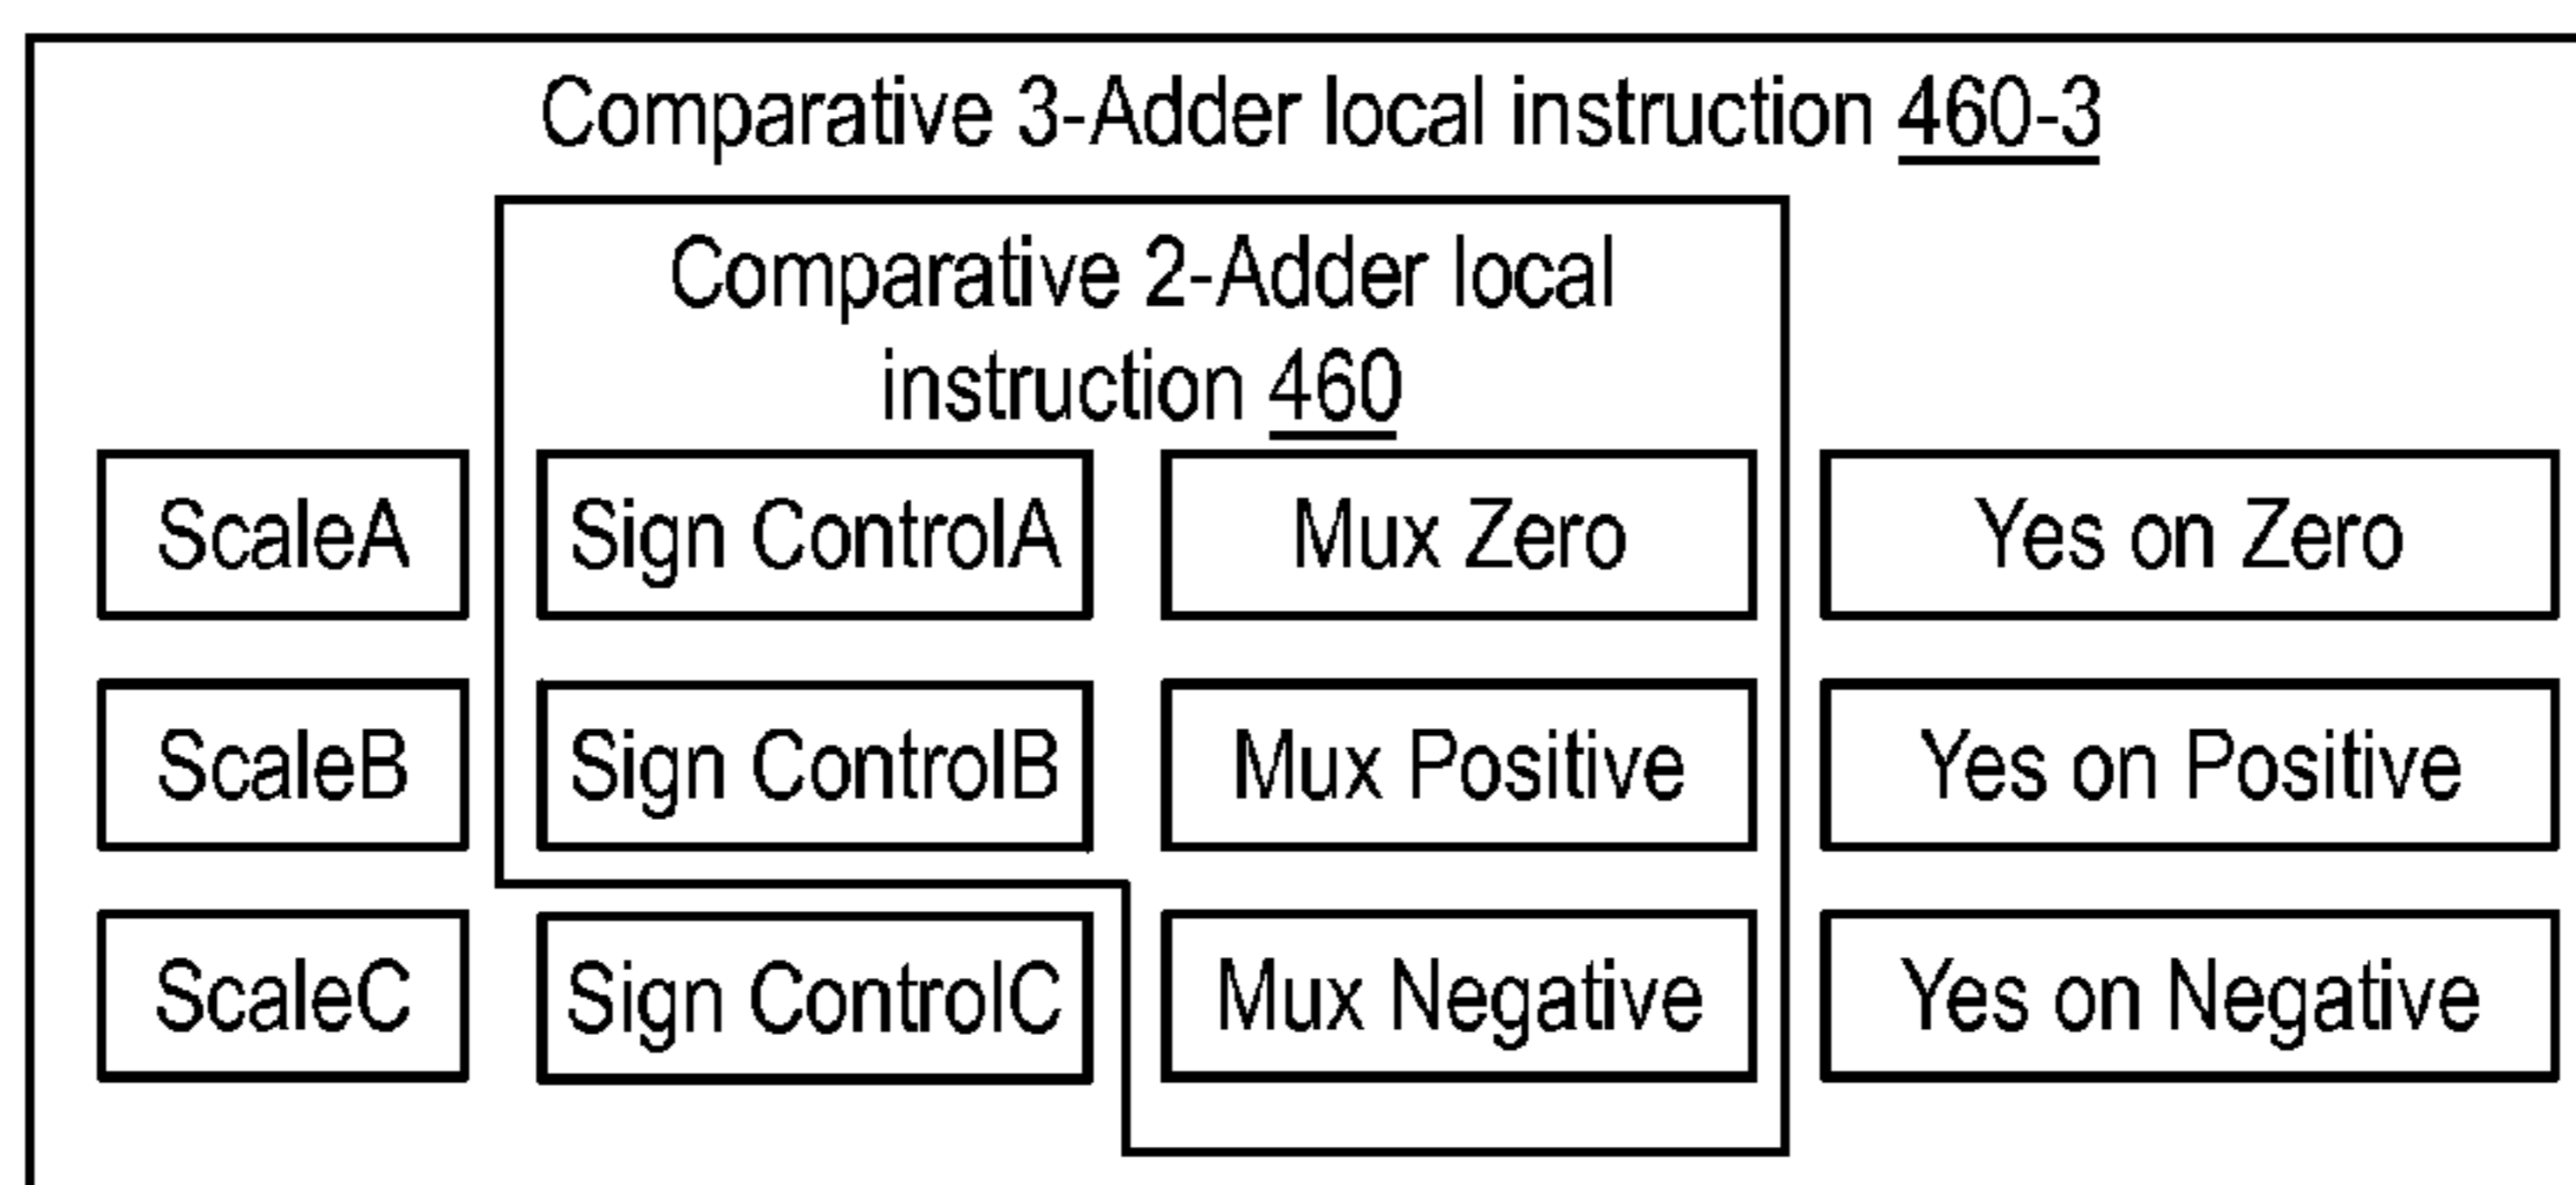 Comparative 3-Adder local instruction 460-3
Comparative 2-Adder local
instruction 460
ScaleA
Sign ControlA
Mux Zero
Yes on Zero
ScaleB
Sign ControlB
Mux Positive
Yes on Positive
ScaleC
Sign ControlC
Mux Negative
Yes on Negative